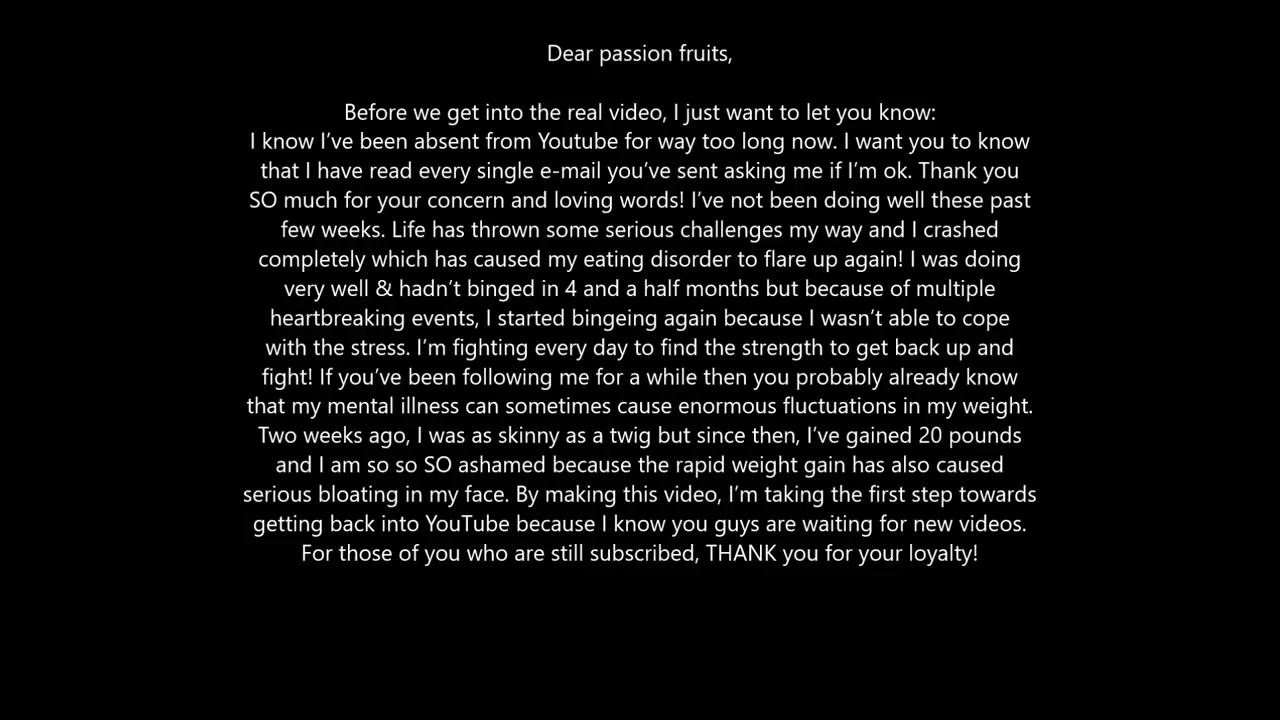 Dear passion fruits,
Before we get into the real video, I just want to let you know:
I know I've been absent from Youtube for way too long now. I want you to know
that I have read every single e-mail you've sent asking me if I'm ok. Thank you
SO much for your concern and loving words! I've not been doing well these past
few weeks. Life has thrown some serious challenges my way and I crashed
completely which has caused my eating disorder to flare up again! I was doing
very well & hadn't binged in 4 and a half months but because of multiple
heartbreaking events, I started bingeing again because I wasn't able to cope
with the stress. I'm fighting every day to find the strength to get back up and
fight! If you've been following me for a while then you probably already know
that my mental illness can sometimes cause enormous fluctuations in my weight.
Two weeks ago, I was as skinny as a twig but since then, I've gained 20 pounds
and I am so so SO ashamed because the rapid weight gain has also caused
serious bloating in my face. By making this video, I'm taking the first step towards
getting back into YouTube because I know you guys are waiting for new videos.
For those of you who are still subscribed, THANK you for your loyalty!